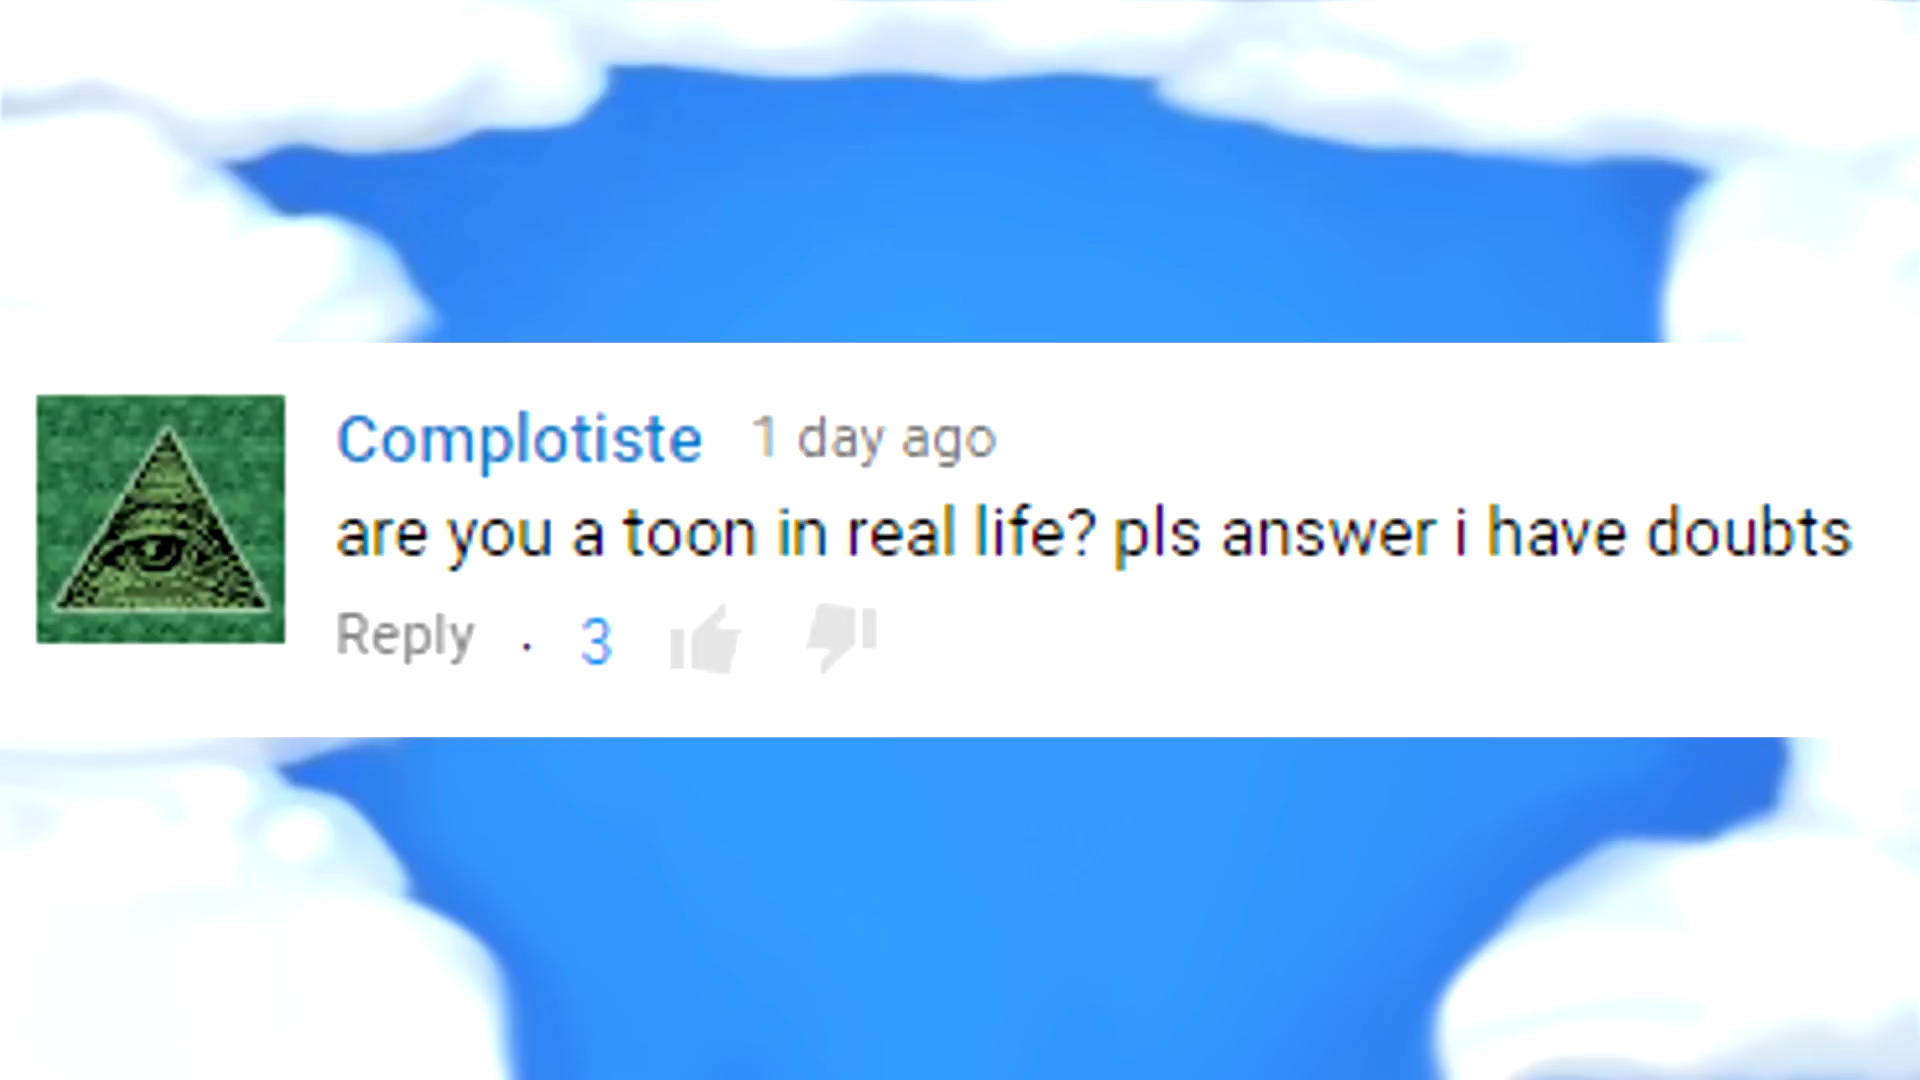 Complotiste 1 day ago
are you a toon in real life? pls answer i have doubts
Reply · 3